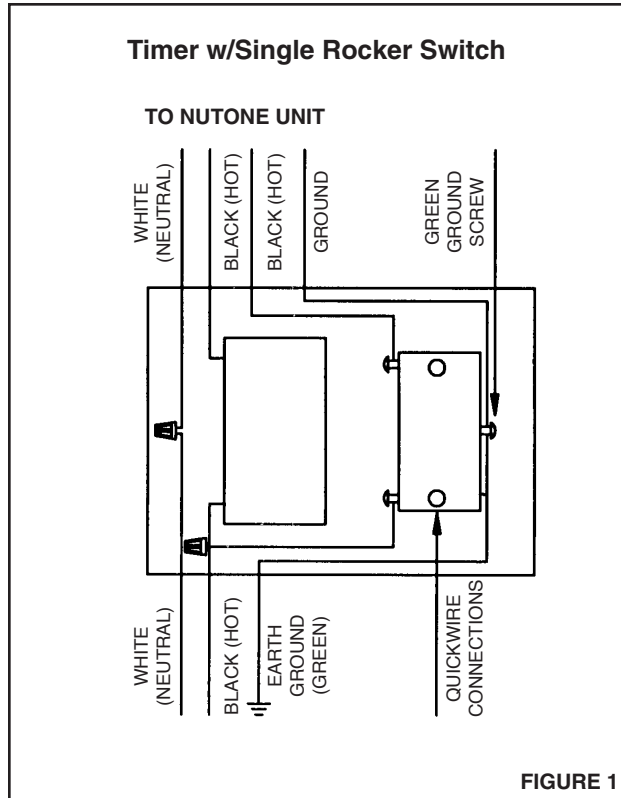 Timer w/Single Rocker Switch
TO NUTONE UNIT
WHITE
(NEUTRAL)
BLACK (HOT)
BLACK (HOT)
GROUND
GREEN
GROUND
SCREW
WHITE
(NEUTRAL)
BLACK (HOT)
EARTH
GROUND
(GREEN)
QUICKWIRE
CONNECTIONS
FIGURE 1